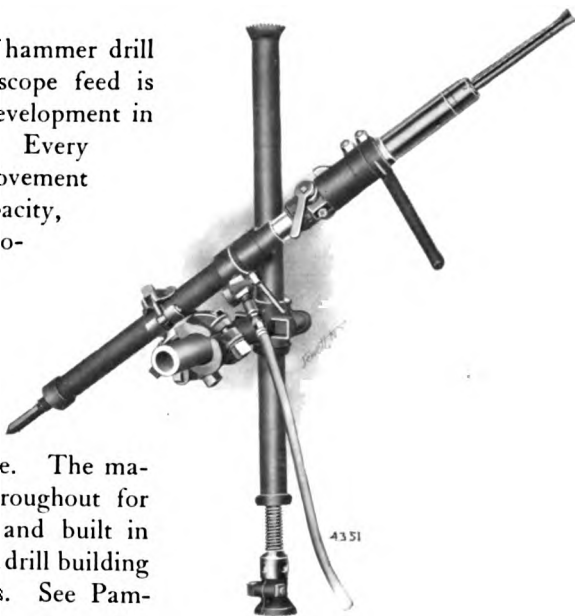 hammer drill
scope feed is
evelopment in
Every
ovement
pacity,
o-
e. The ma-
roughout for
and built in
drill building
s. See Pam-
4351